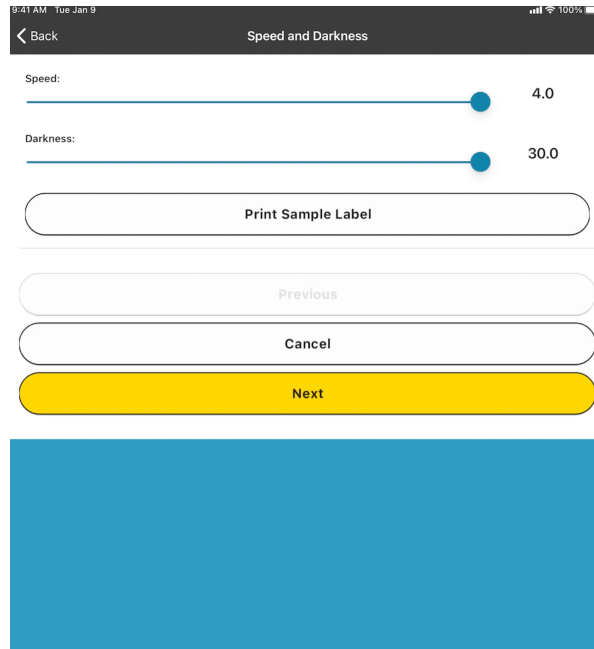 9:41 AM Tue Jan 9 100%
Back Speed and Darkness
Speed:
4.0
Darkness:
30.0
Print Sample Label
Previous
Cancel
Next